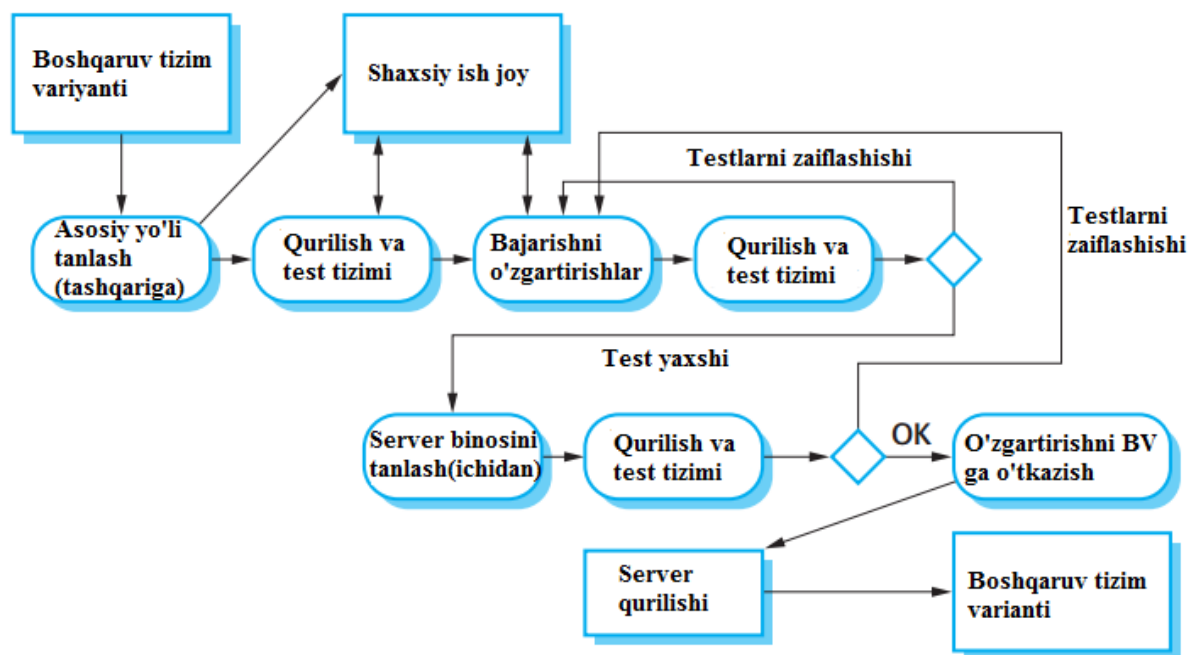 Boshqaruv tizim
variyanti
Shaxsiy ish joy
Testlarni zaiflashishi
Testlarni
zaiflashishi
Asosiy yo'li
tanlash
(tashqariga)
Qurilish va
test tizimi
Bajarishni
o'zgartirishlar
Qurilish va
test tizimi
Test yaxshi
Server binosini
tanlash(ichidan)
Qurilish va
test tizimi
OK
O'zgartirishni BV
ga o'tkazish
Server
qurilishi
Boshqaruv tizim
varianti